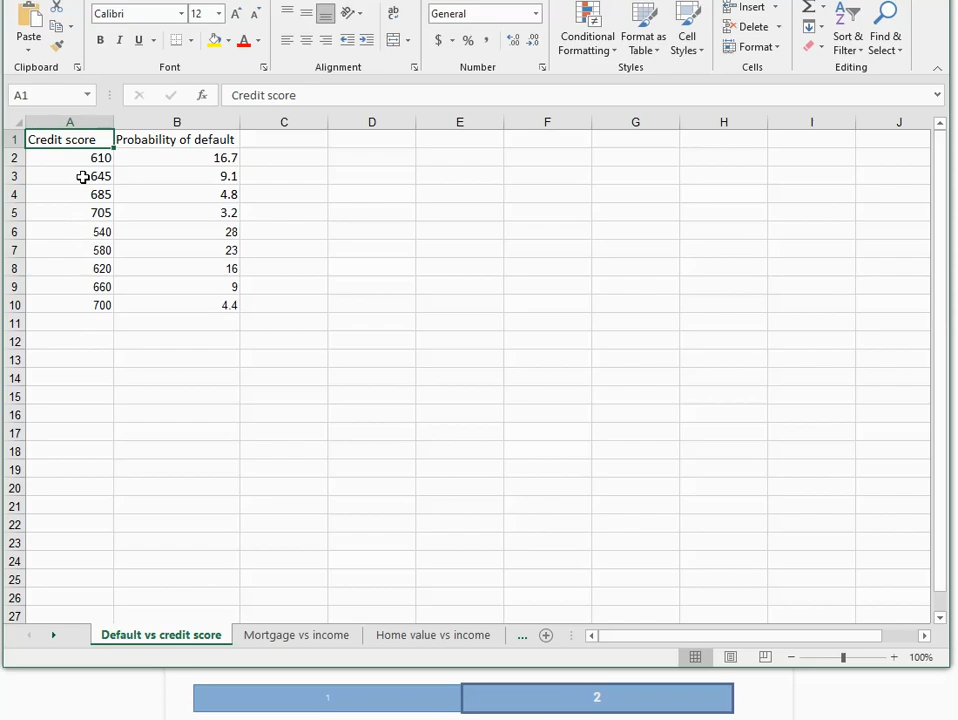 Calibri 12 General Insert
Paste Conditional Formatting Format as Table Cell Styles Delete Format Sort & Filter Find & Select
B I U A $ % ,
Clipboard Font Alignment Number Styles Cells Editing
A1 fx Credit score
A B C D E F G H I J
1 Credit score Probability of default
2 610 16.7
3 645 9.1
4 685 4.8
5 705 3.2
6 540 28
7 580 23
8 620 16
9 660 9
10 700 4.4
11
12
13
14
15
16
17
18
19
20
21
22
23
24
25
26
27
Default vs credit score Mortgage vs income Home value vs income ...
100%
1 2